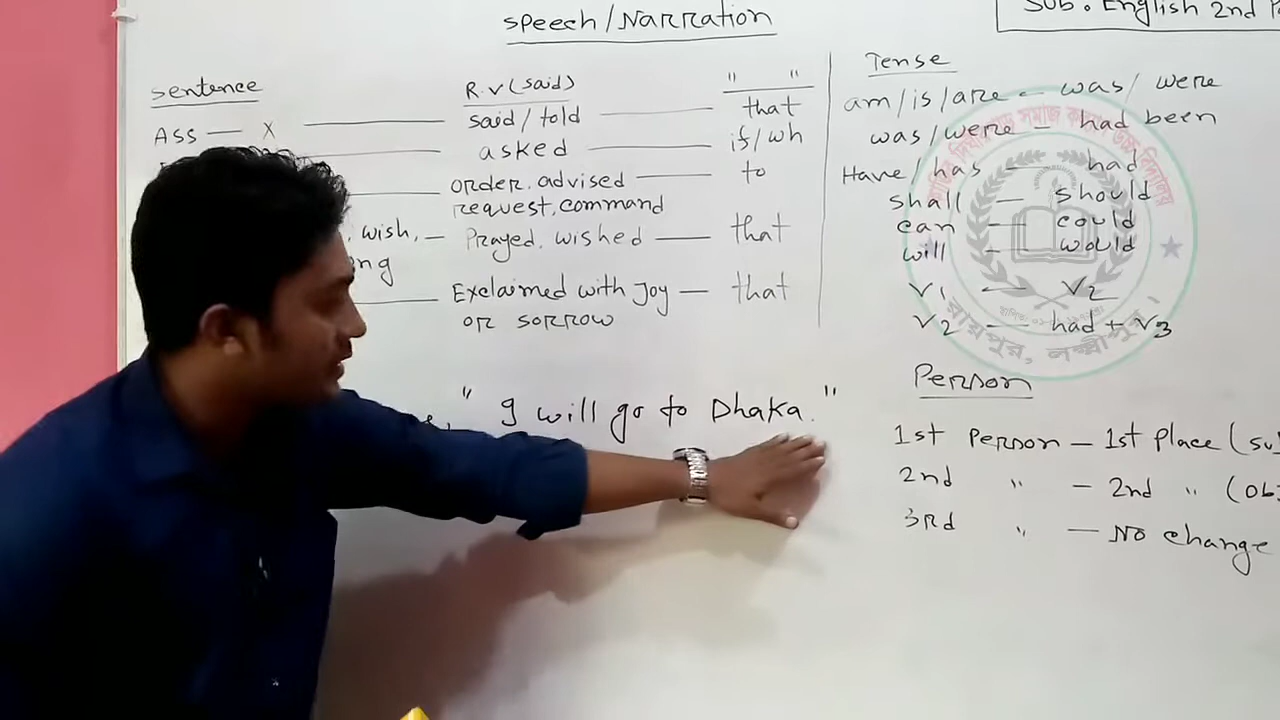 Speech/Narration
Sub. English 2nd
Sentence
R.V (said)
" "
ASS — X — said/told — that
asked — if/wh
order. advised — to
request. command
wish, — Prayed. wished — that
Exclaimed with Joy — that
or sorrow
Tense
am/is/are — was/were
was/were — had been
Have/has — had
shall — should
can — could
will — would
V1 — V2
V2 — had + V3
" I will go to Dhaka."
Person
1st Person — 1st place (su
2nd " — 2nd " (Ob
3rd " — No change
রায়পুর, লক্ষ্মীপুর।